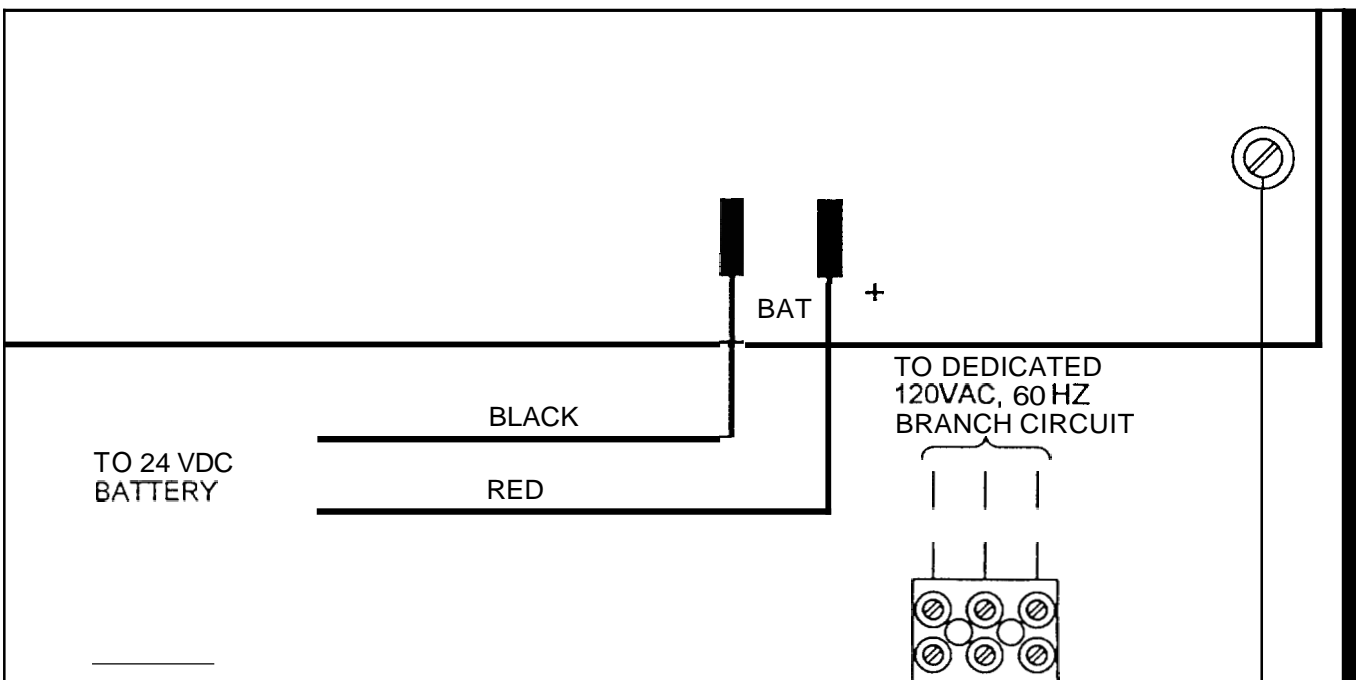 BAT
+
TO DEDICATED
120VAC, 60 HZ
BRANCH CIRCUIT
BLACK
TO 24 VDC
BATTERY
RED